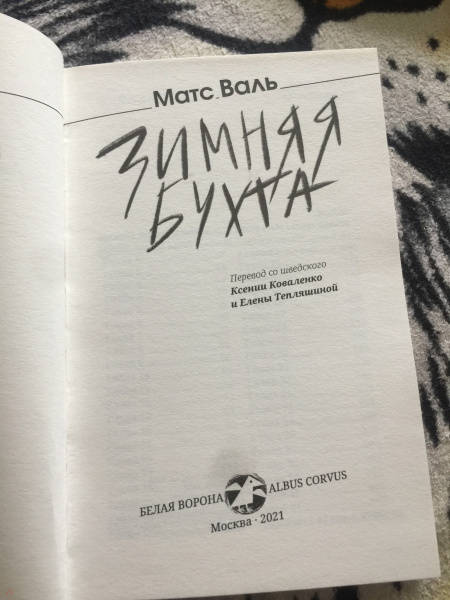 Матс Валь
ЗИМНЯЯ
БУХТА
Перевод со шведского
Ксении Коваленко
и Елены Тепляшиной
БЕЛАЯ ВОРОНА ALBUS CORVUS
Москва · 2021